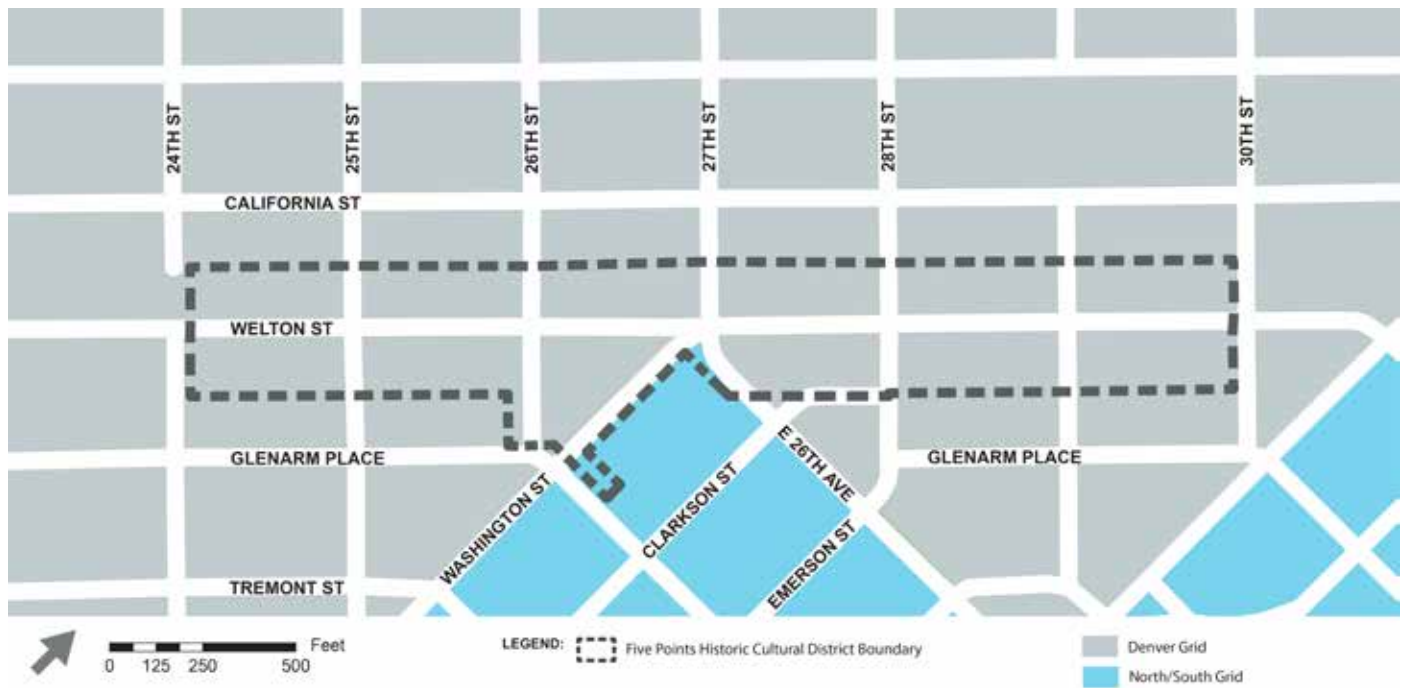 24TH ST
25TH ST
26TH ST
27TH ST
28TH ST
30TH ST
CALIFORNIA ST
WELTON ST
GLENARM PLACE
GLENARM PLACE
E 26TH AVE
WASHINGTON ST
CLARKSON ST
EMERSON ST
TREMONT ST
Feet
0 125 250 500
LEGEND:
Five Points Historic Cultural District Boundary
Denver Grid
North/South Grid